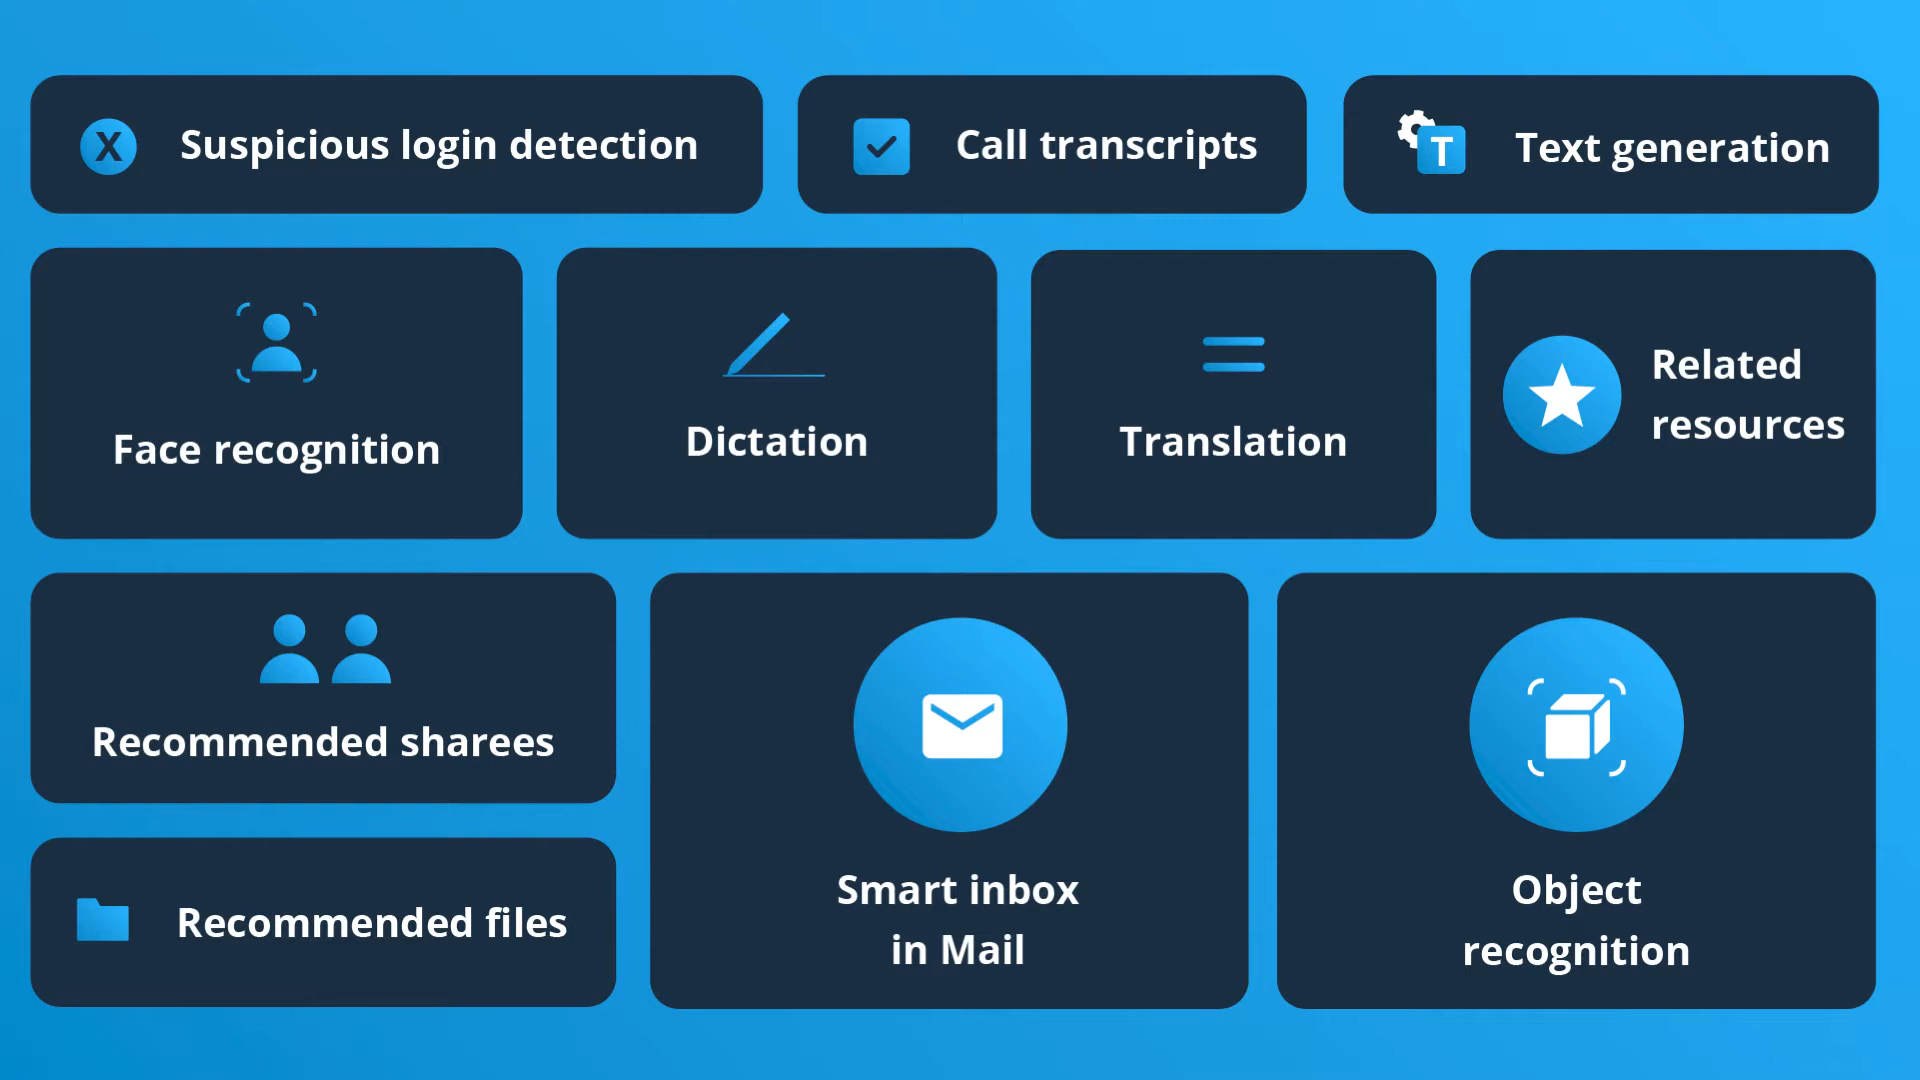 X Suspicious login detection
Call transcripts
T Text generation
Face recognition
Dictation
Translation
Related
resources
Recommended sharees
Recommended files
Smart inbox
in Mail
Object
recognition